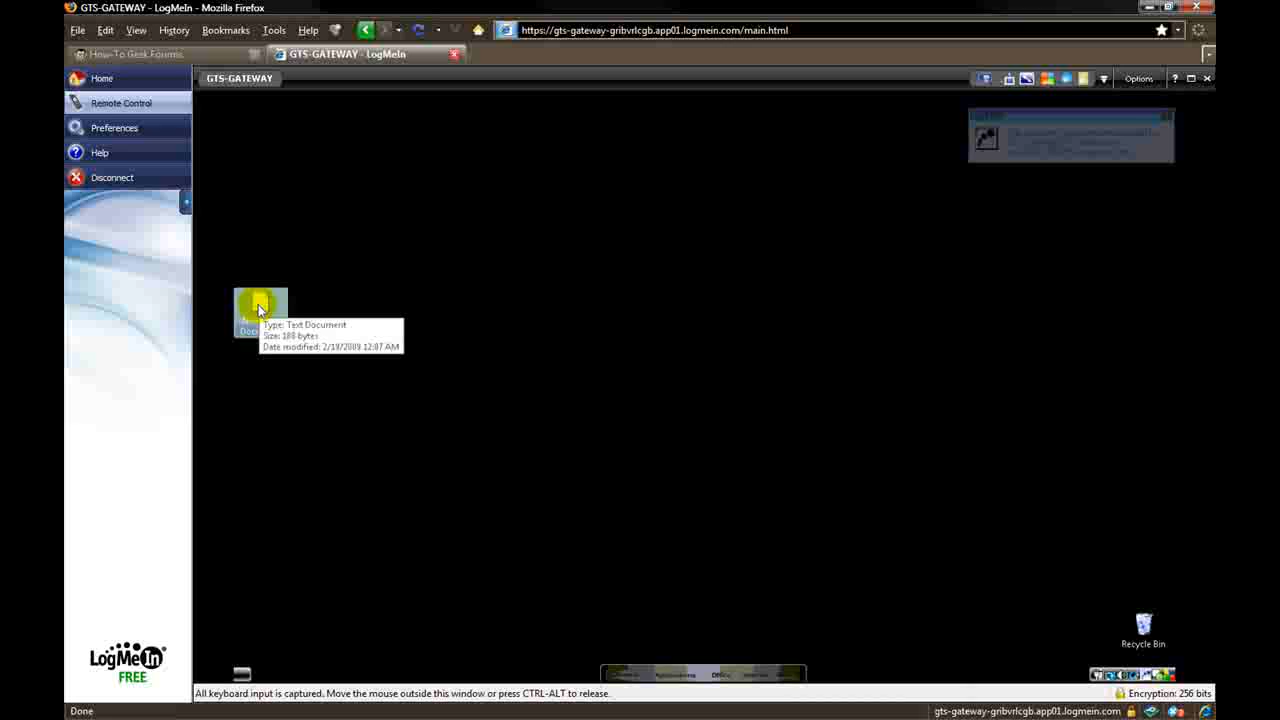 GTS-GATEWAY - LogMeIn - Mozilla Firefox
File Edit View History Bookmarks Tools Help
https://gts-gateway-gribvrlcgb.app01.logmein.com/main.html
How-To Geek Forums
GTS-GATEWAY - LogMeIn
Home
GTS-GATEWAY
Options
Remote Control
Preferences
Help
Disconnect
Type: Text Document
Size: 188 bytes
Date modified: 2/18/2009 12:07 AM
Recycle Bin
LogMeIn
FREE
Office
All keyboard input is captured. Move the mouse outside this window or press CTRL-ALT to release.
Encryption: 256 bits
Done
gts-gateway-gribvrlcgb.app01.logmein.com